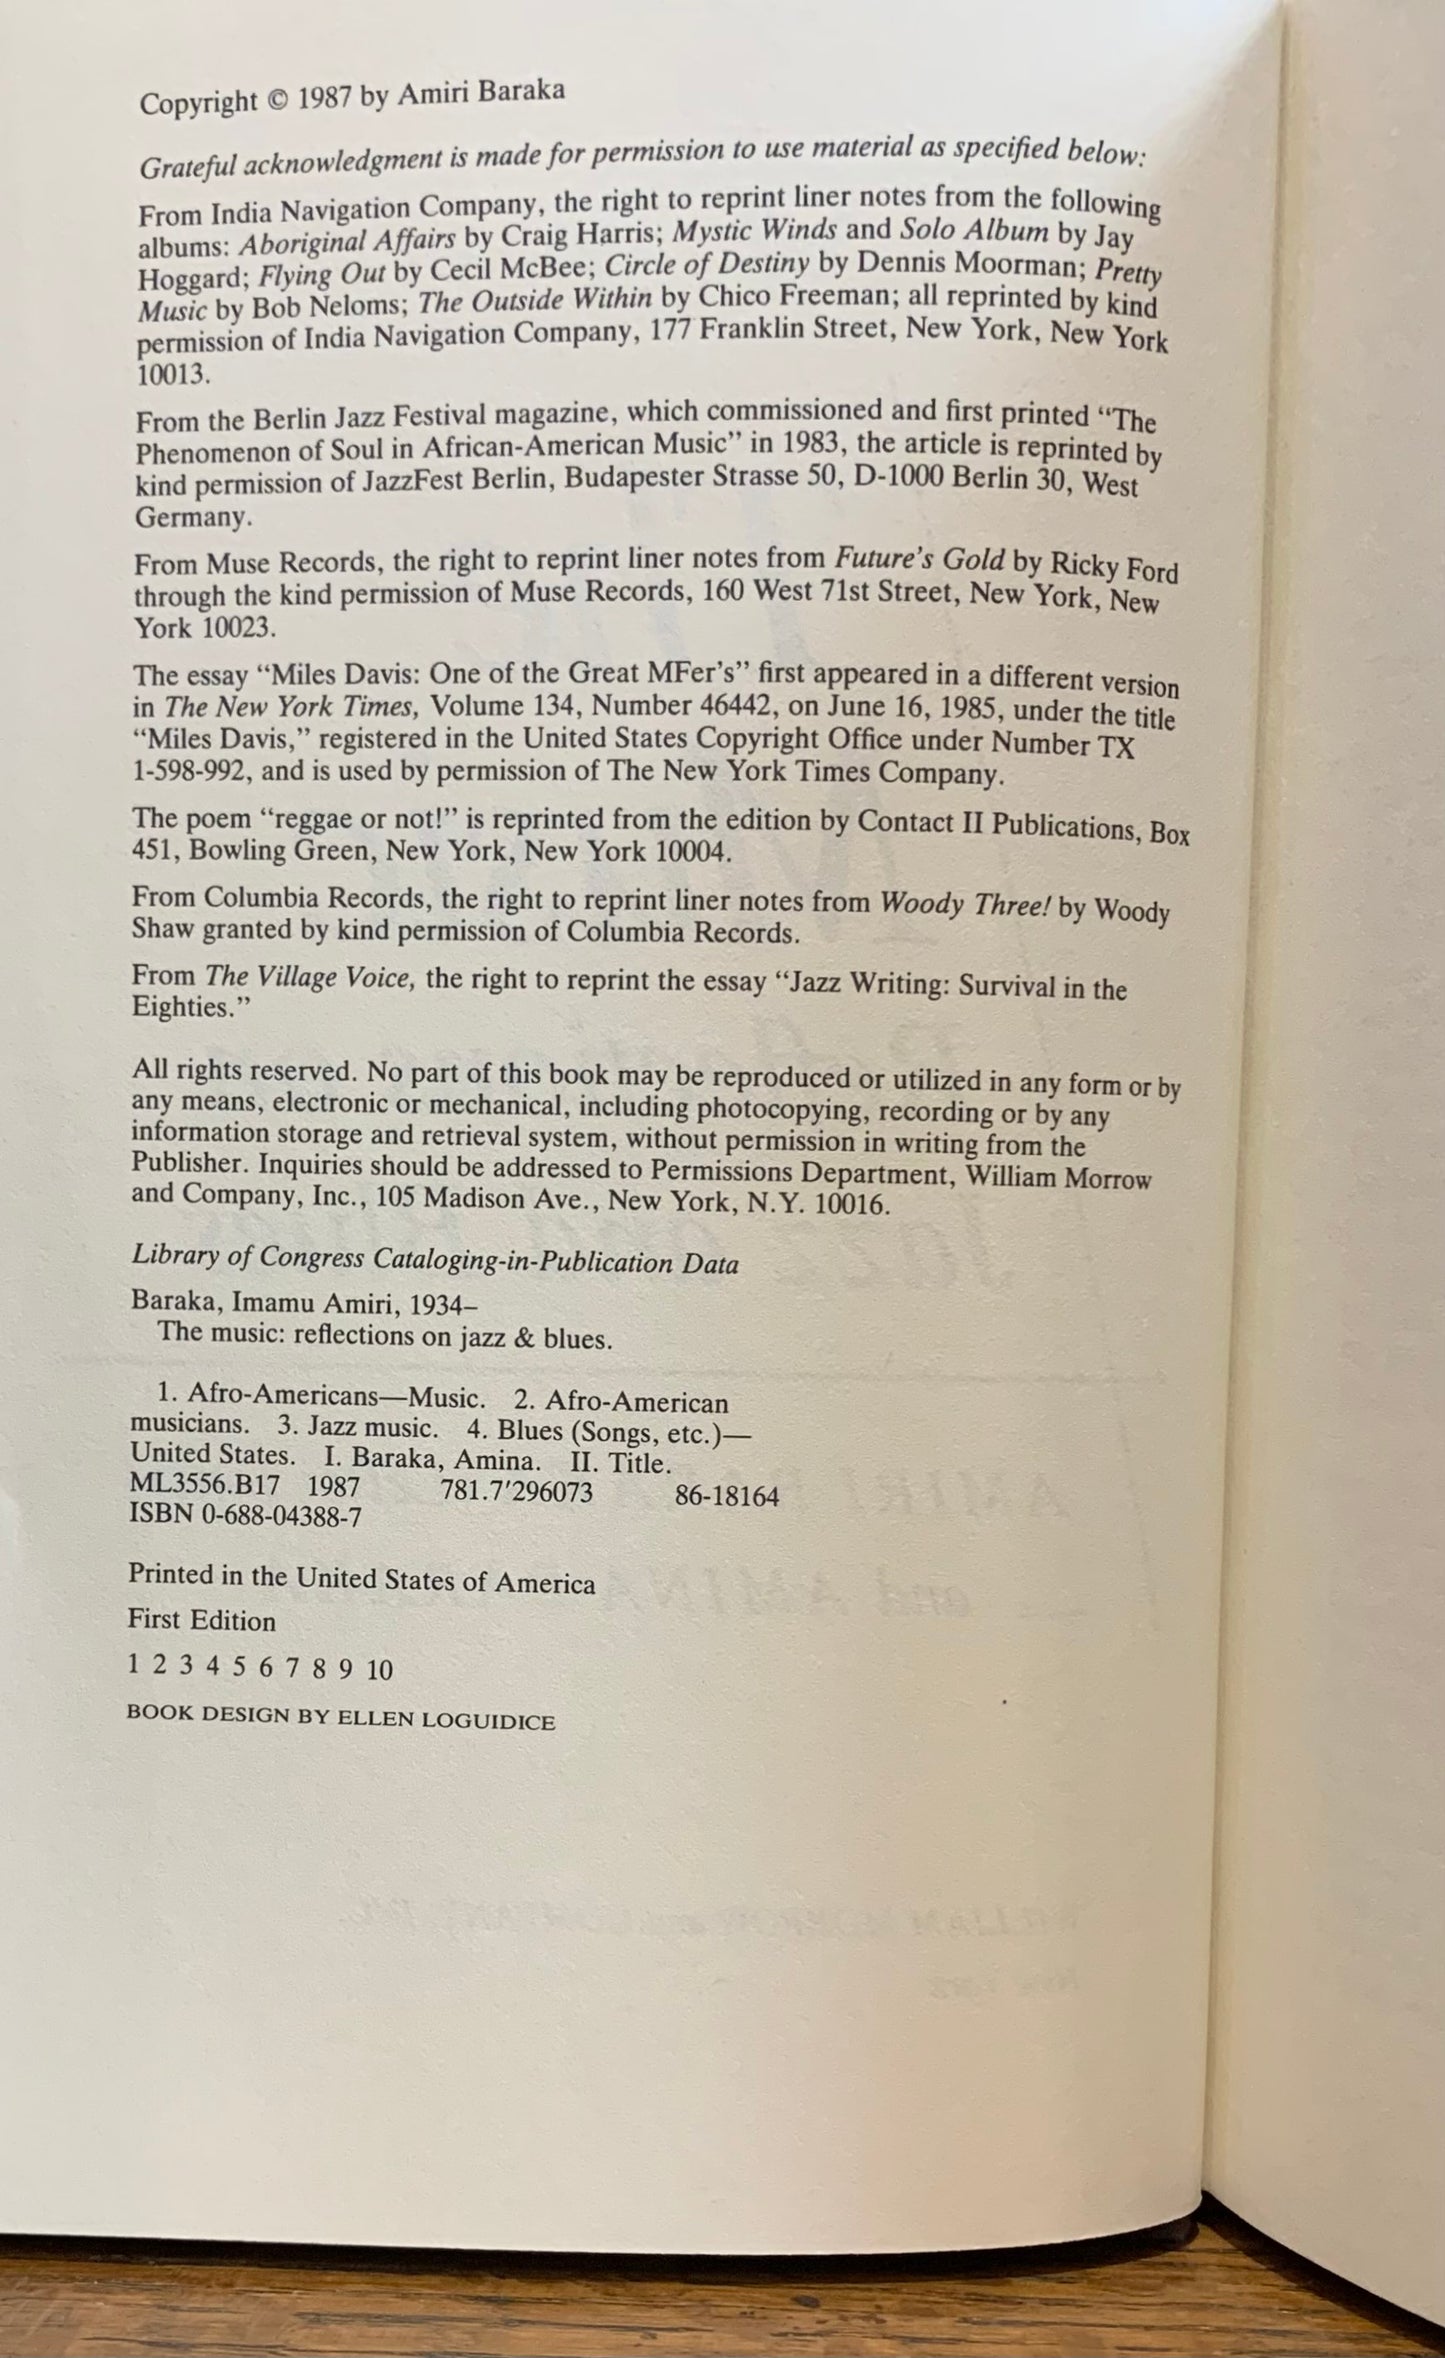 Copyright © 1987 by Amiri Baraka
Grateful acknowledgment is made for permission to use material as specified below:
From India Navigation Company, the right to reprint liner notes from the following
albums: Aboriginal Affairs by Craig Harris; Mystic Winds and Solo Album by Jay
Hoggard; Flying Out by Cecil McBee; Circle of Destiny by Dennis Moorman; Pretty
Music by Bob Neloms; The Outside Within by Chico Freeman; all reprinted by kind
permission of India Navigation Company, 177 Franklin Street, New York, New York
10013.
From the Berlin Jazz Festival magazine, which commissioned and first printed “The
Phenomenon of Soul in African-American Music” in 1983, the article is reprinted by
kind permission of JazzFest Berlin, Budapester Strasse 50, D-1000 Berlin 30, West
Germany.
From Muse Records, the right to reprint liner notes from Future’s Gold by Ricky Ford
through the kind permission of Muse Records, 160 West 71st Street, New York, New
York 10023.
The essay “Miles Davis: One of the Great MFer’s” first appeared in a different version
in The New York Times, Volume 134, Number 46442, on June 16, 1985, under the title
“Miles Davis,” registered in the United States Copyright Office under Number TX
1-598-992, and is used by permission of The New York Times Company.
The poem “reggae or not!” is reprinted from the edition by Contact II Publications, Box
451, Bowling Green, New York, New York 10004.
From Columbia Records, the right to reprint liner notes from Woody Three! by Woody
Shaw granted by kind permission of Columbia Records.
From The Village Voice, the right to reprint the essay “Jazz Writing: Survival in the
Eighties.”
All rights reserved. No part of this book may be reproduced or utilized in any form or by
any means, electronic or mechanical, including photocopying, recording or by any
information storage and retrieval system, without permission in writing from the
Publisher. Inquiries should be addressed to Permissions Department, William Morrow
and Company, Inc., 105 Madison Ave., New York, N.Y. 10016.
Library of Congress Cataloging-in-Publication Data
Baraka, Imamu Amiri, 1934–
The music: reflections on jazz & blues.
1. Afro-Americans—Music. 2. Afro-American
musicians. 3. Jazz music. 4. Blues (Songs, etc.)—
United States. I. Baraka, Amina. II. Title.
ML3556.B17 1987 781.7′296073 86-18164
ISBN 0-688-04388-7
Printed in the United States of America
First Edition
1 2 3 4 5 6 7 8 9 10
BOOK DESIGN BY ELLEN LOGUIDICE